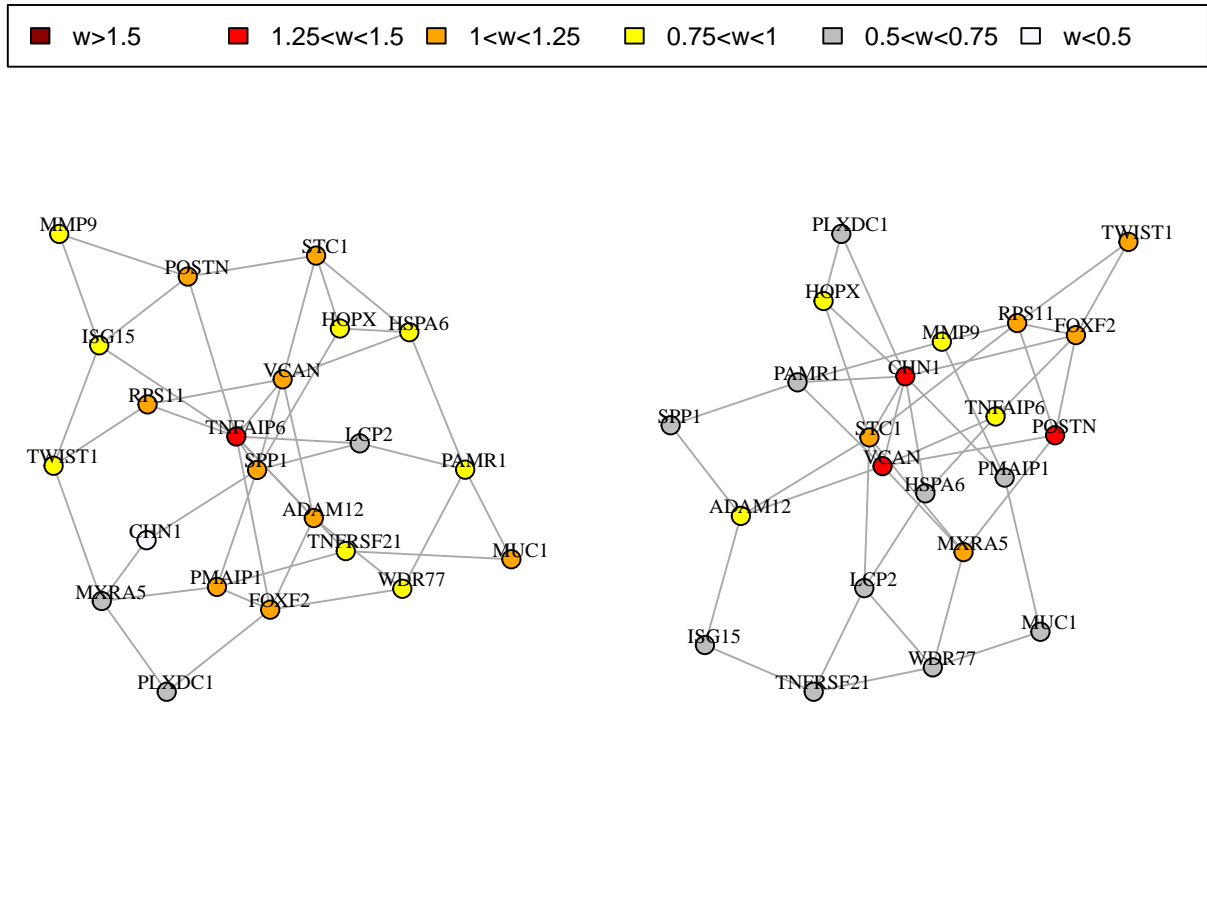 w>1.5 1.25<w<1.5 1<w<1.25 0.75<w<1 0.5<w<0.75 w<0.5
MMP9
POSTN
STC1
ISG15
HOPX
HSPA6
VCAN
RPS11
TNFAIP6
LCP2
TWIST1
SPP1
PAMR1
ADAM12
CHN1
TNFRSF21
MUC1
PMAIP1
WDR77
MXRA5
FOXF2
PLXDC1
PLXDC1
TWIST1
HOPX
RPS11
FOXF2
MMP9
CHN1
PAMR1
TNFAIP6
SPP1
STC1
POSTN
VCAN
PMAIP1
HSPA6
ADAM12
MXRA5
LCP2
MUC1
ISG15
WDR77
TNFRSF21